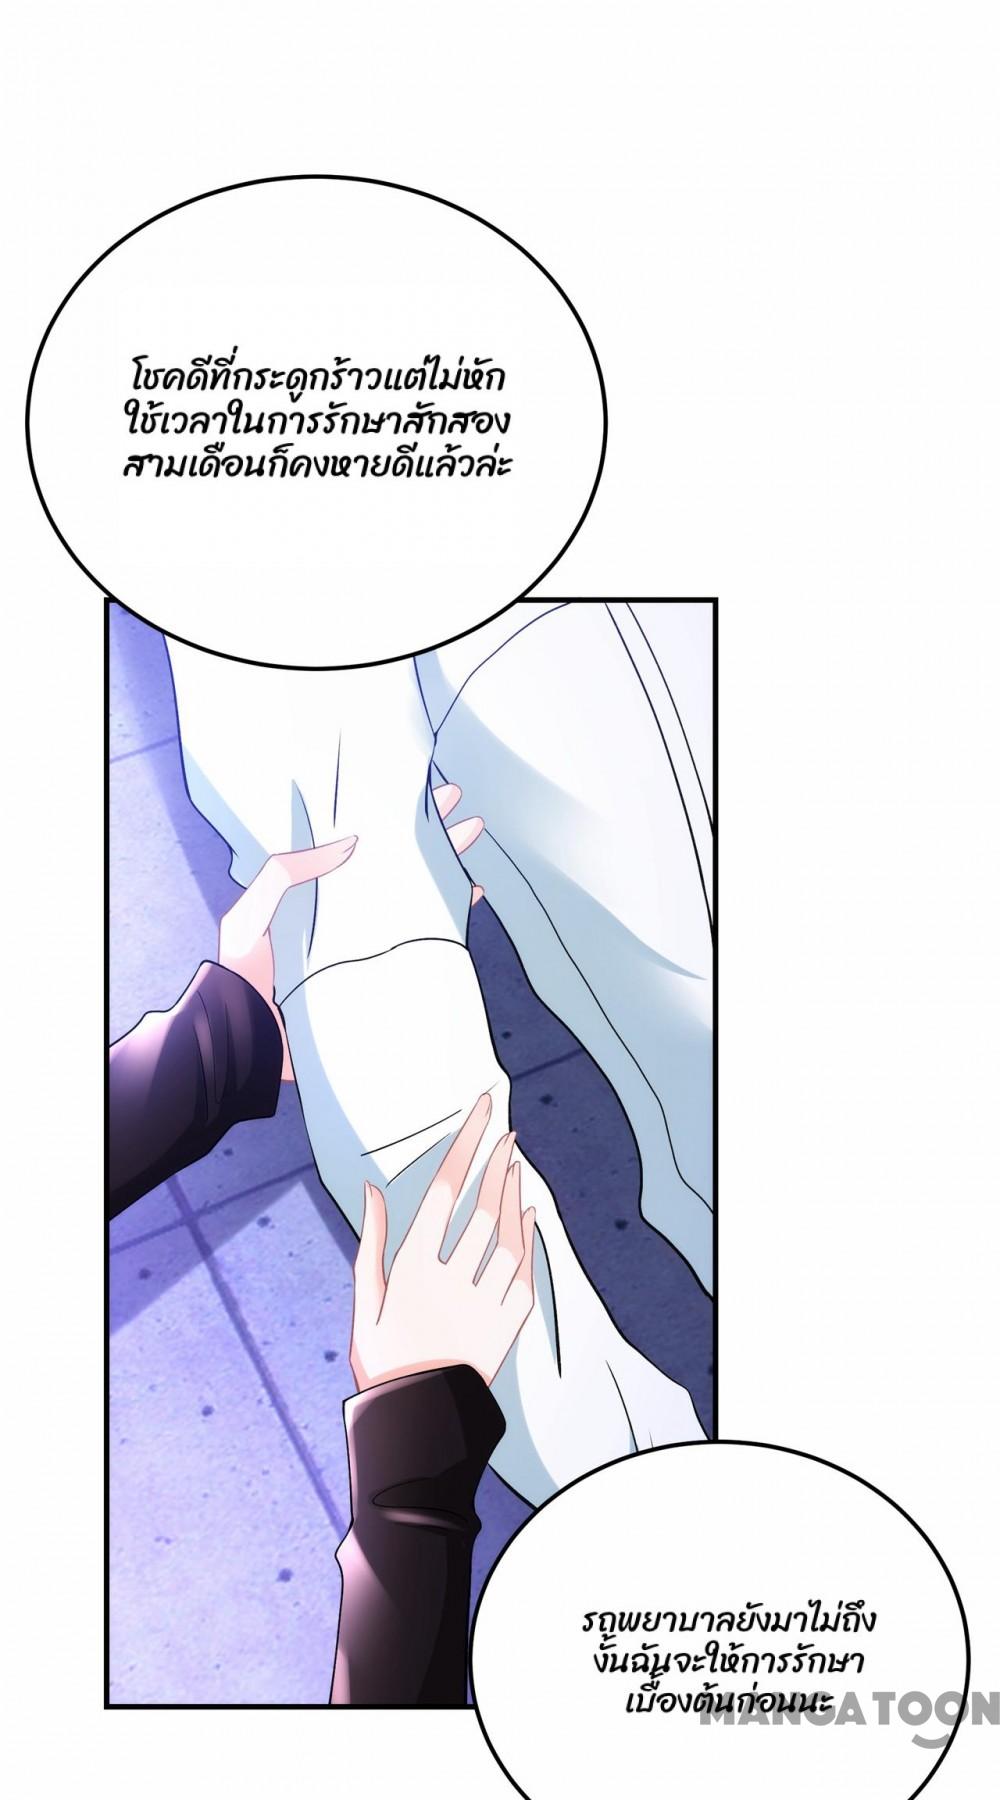 โชคดีที่กระดูกร้าวแต่ไม่หัก
ใช้เวลาในการรักษาสักสอง
สามเดือนก็คงหายดีแล้วล่ะ
รถพยาบาลยังมาไม่ถึง
งั้นฉันจะให้การรักษา
เบื้องต้นก่อนนะ
MANGATOON